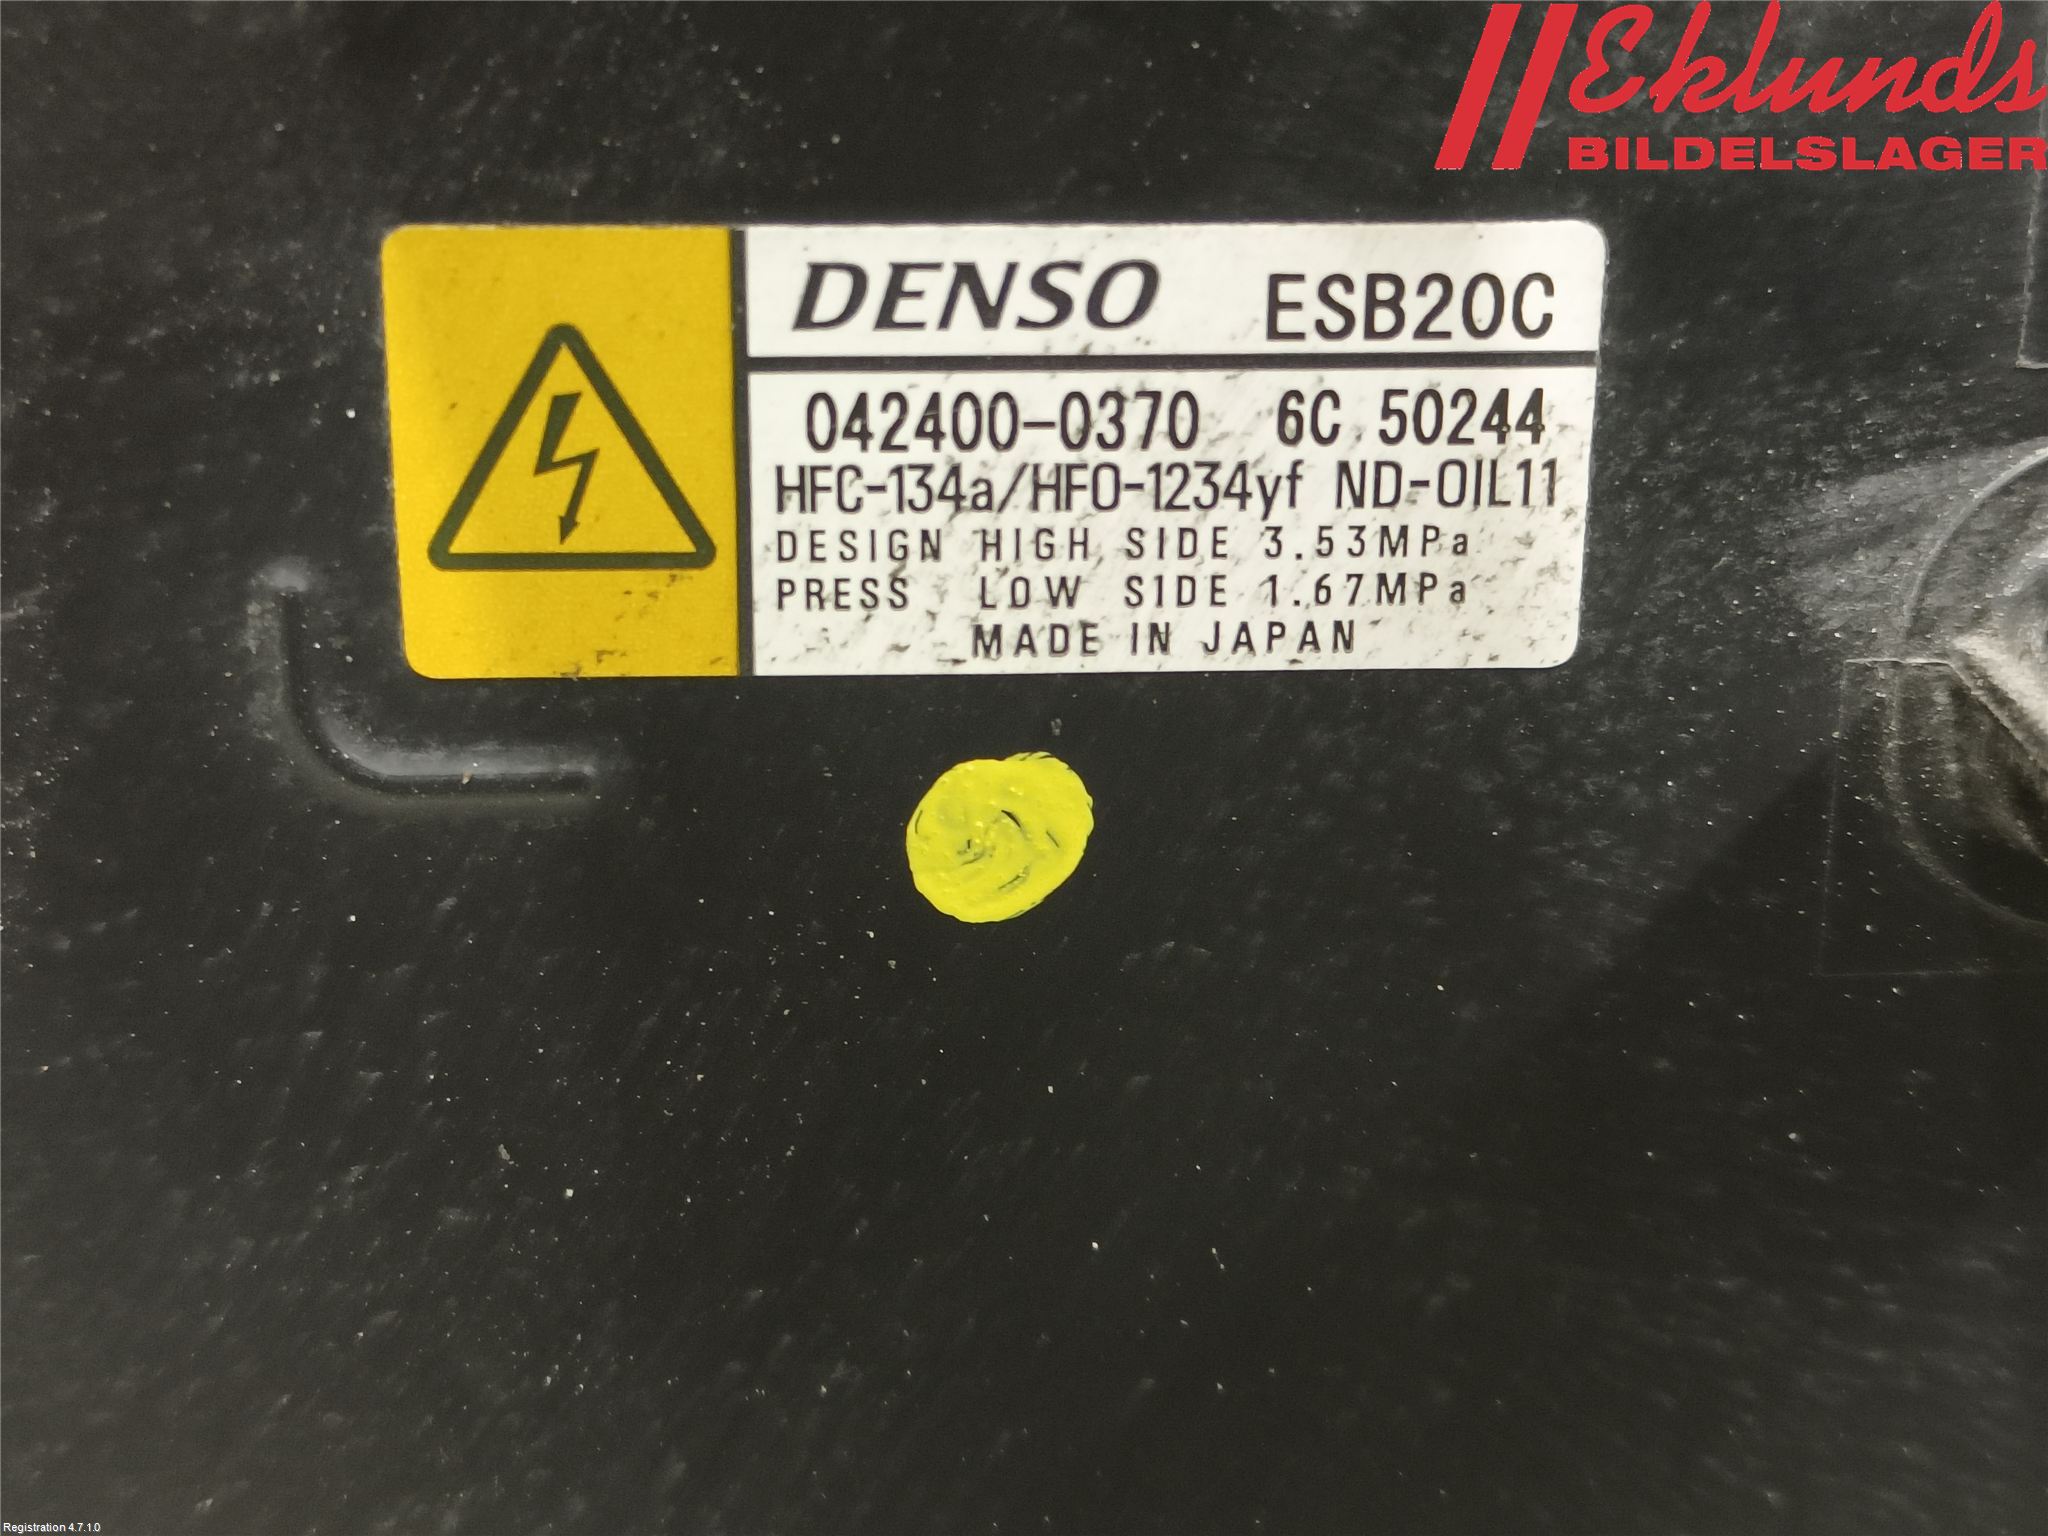 Eklunds
BILDELSLAGER
DENSO ESB20C
042400-0370 6C 50244
HFC-134a/HFO-1234yf ND-OIL11
DESIGN HIGH SIDE 3.53MPa
PRESS LOW SIDE 1.67MPa
MADE IN JAPAN
Registration 4.7.1.0